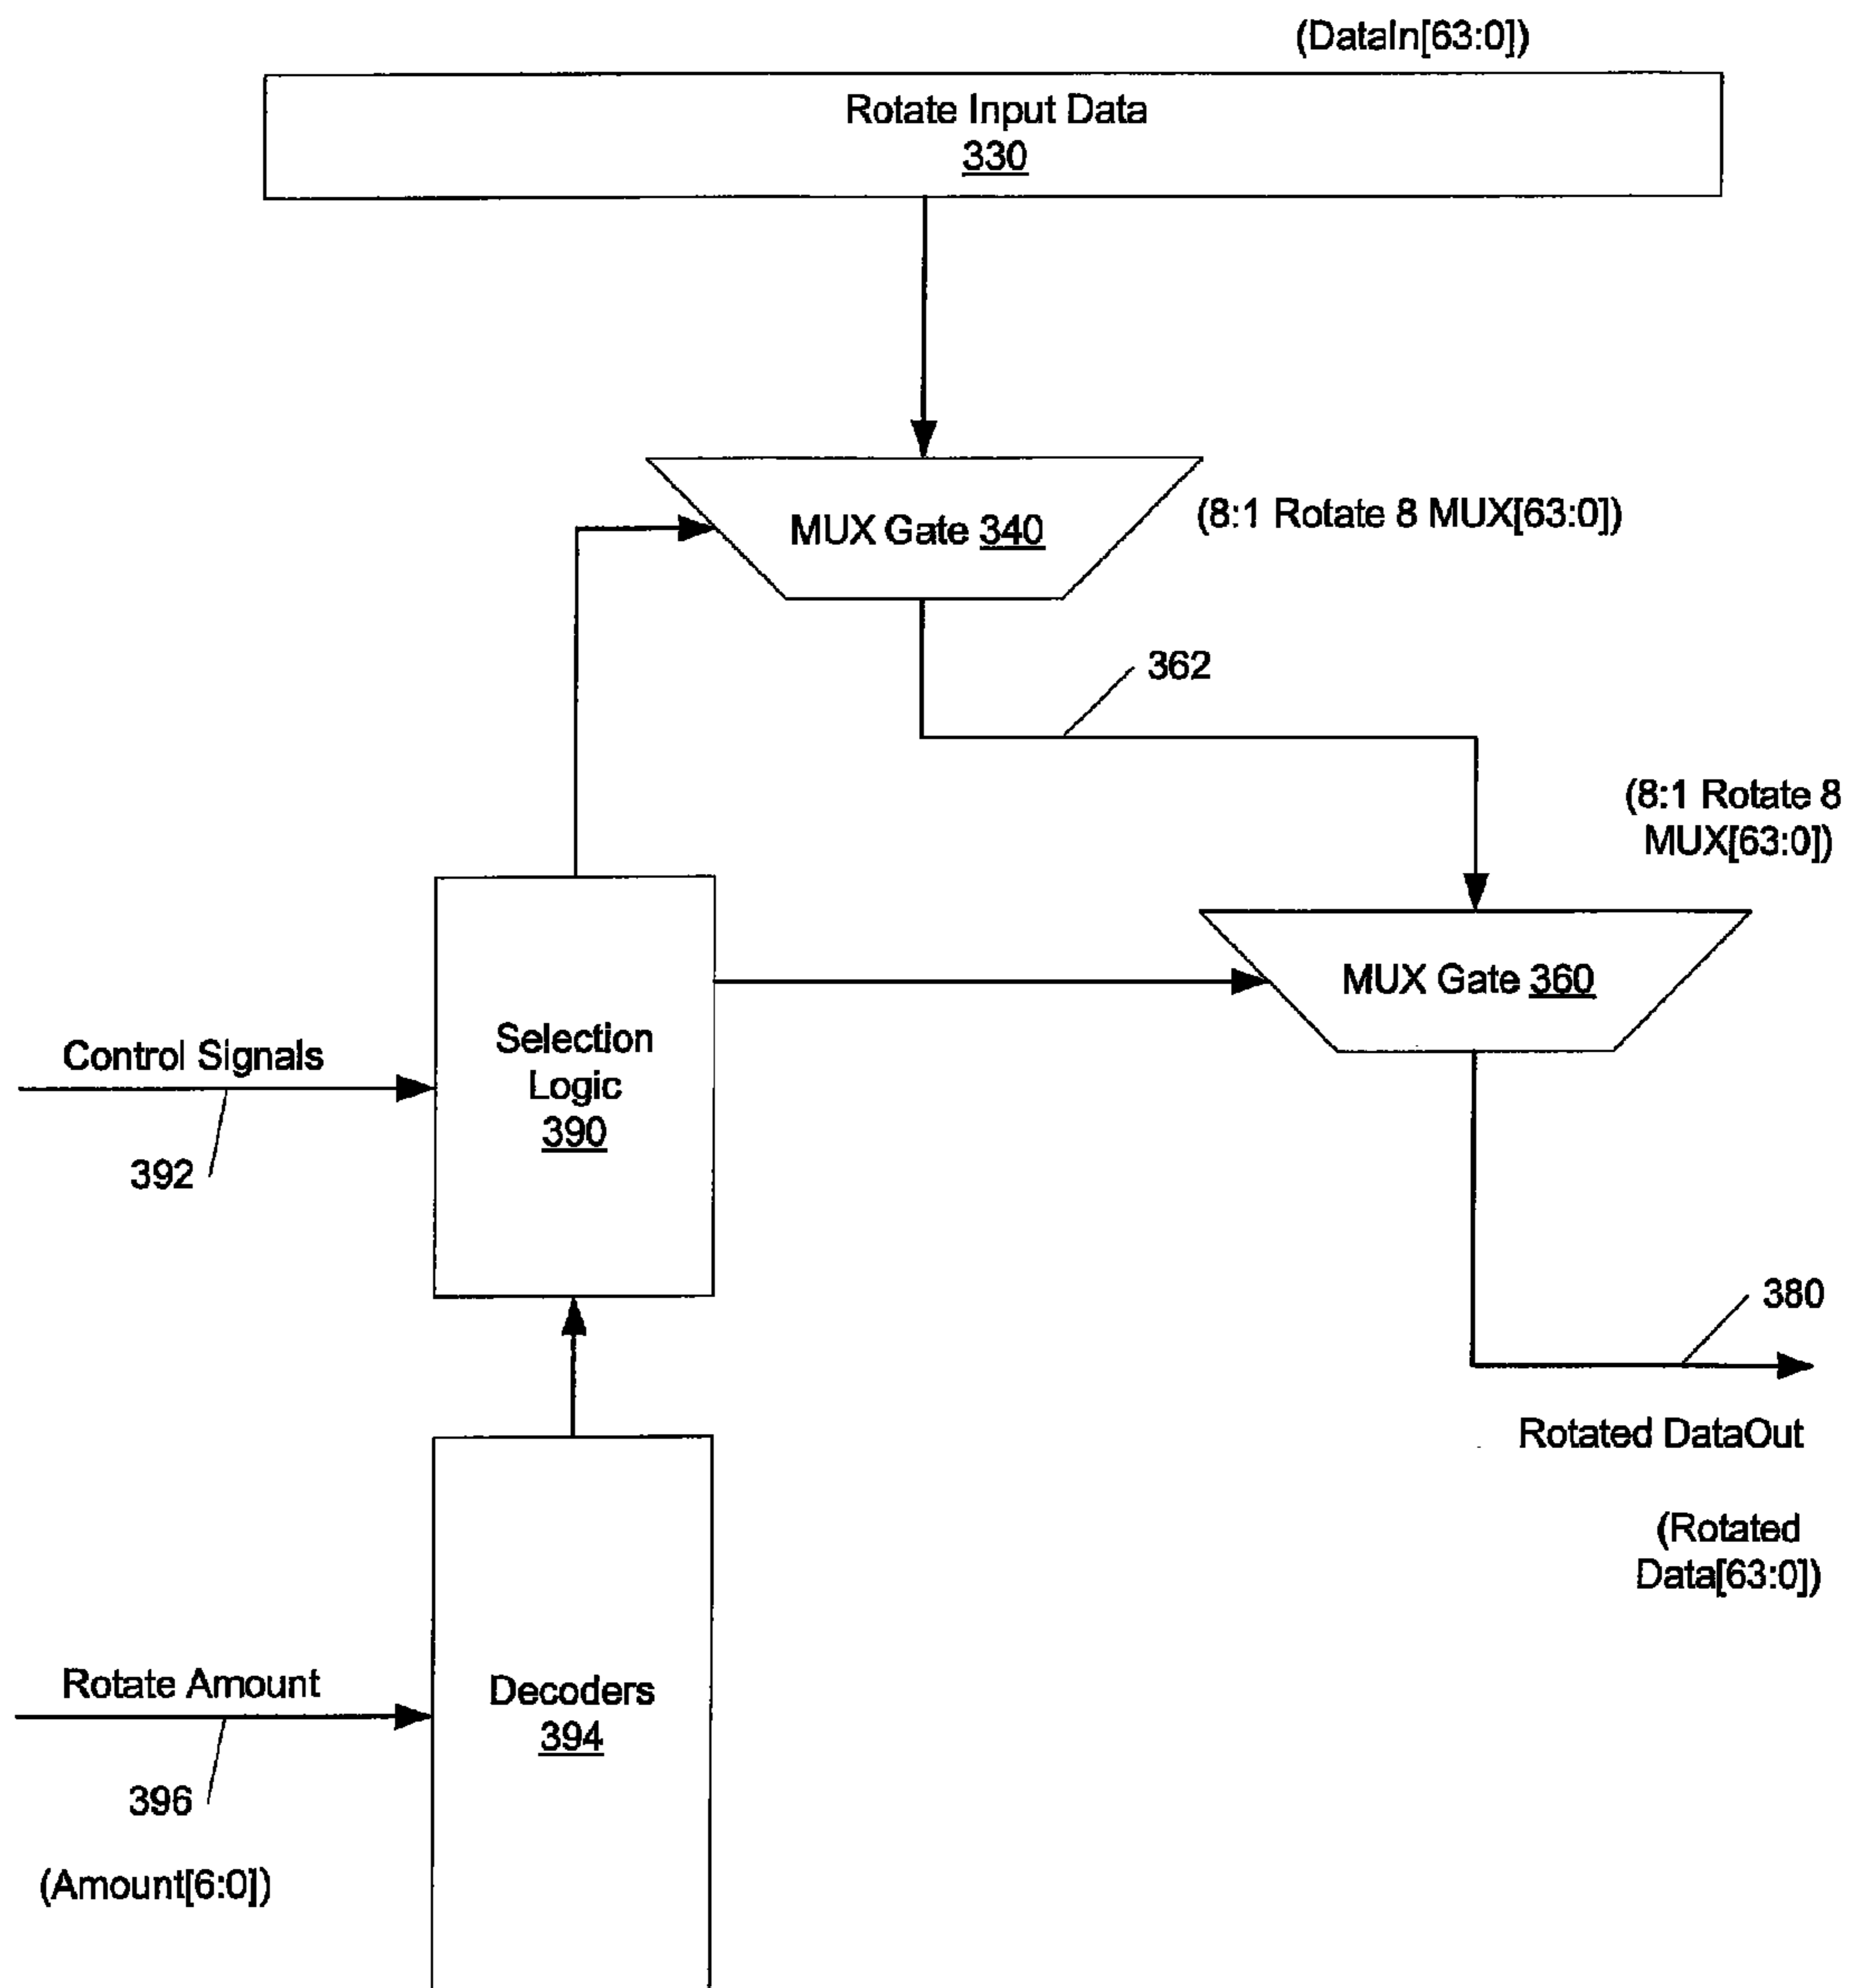 (DataIn[63:0])
Rotate Input Data
330
MUX Gate 340
(8:1 Rotate 8 MUX[63:0])
362
(8:1 Rotate 8
MUX[63:0])
MUX Gate 360
Control Signals
392
Selection
Logic
390
380
Rotated DataOut
(Rotated
Data[63:0])
Rotate Amount
396
(Amount[6:0])
Decoders
394